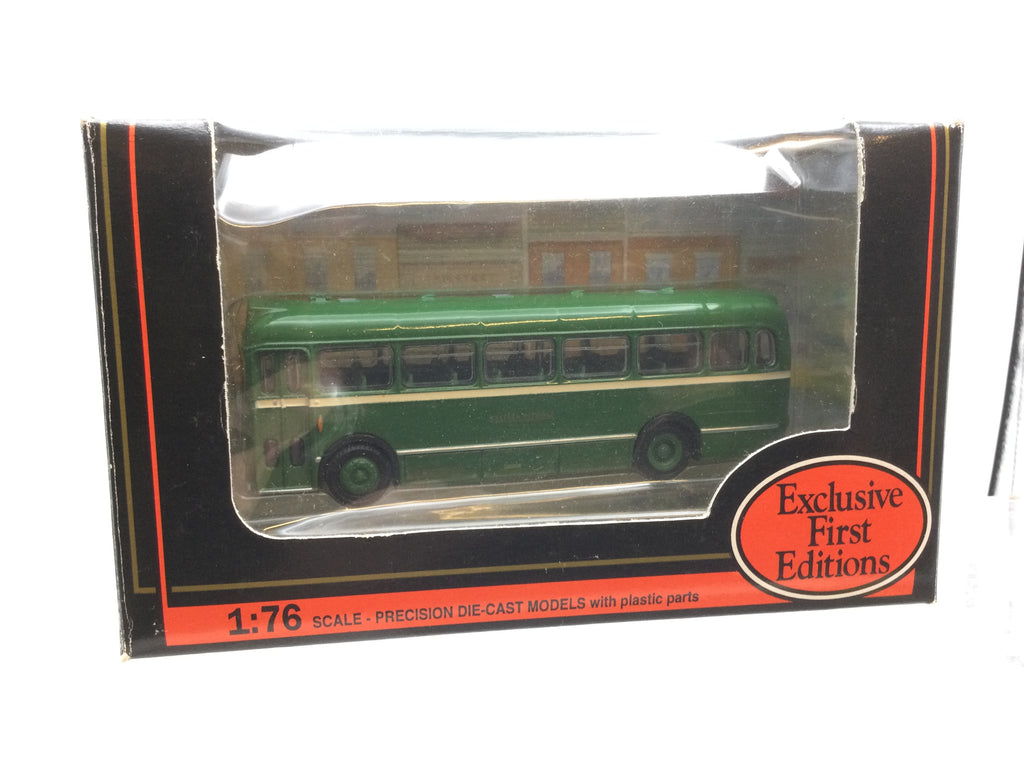 Exclusive
First
Editions
1:76 SCALE - PRECISION DIE-CAST MODELS with plastic parts